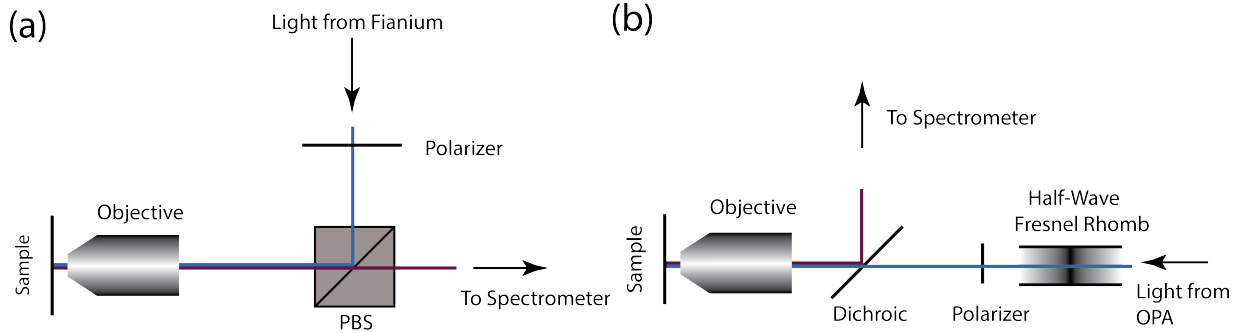 (a)
Light from Fianium
Polarizer
Objective
Sample
To Spectrometer
PBS
(b)
To Spectrometer
Objective
Half-Wave
Fresnel Rhomb
Sample
Dichroic
Polarizer
Light from
OPA